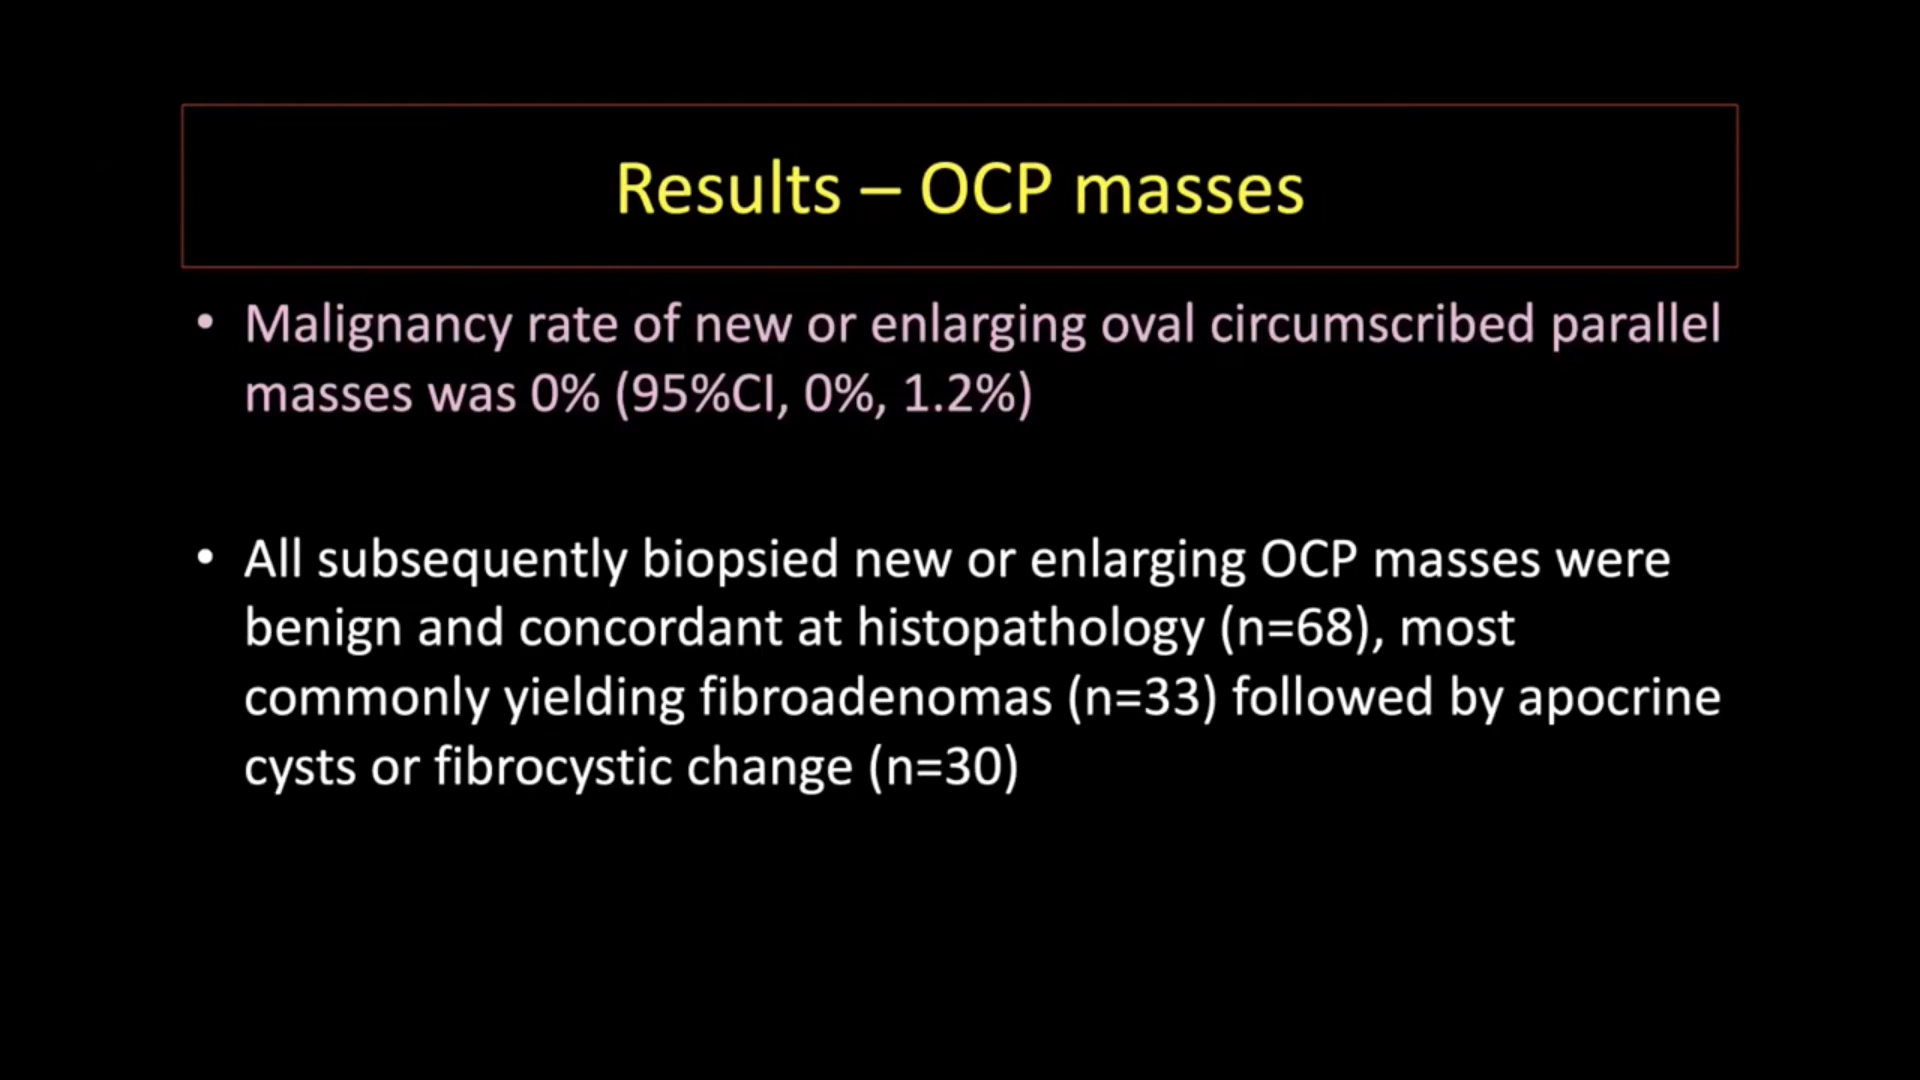 Results – OCP masses
• Malignancy rate of new or enlarging oval circumscribed parallel
masses was 0% (95%CI, 0%, 1.2%)
• All subsequently biopsied new or enlarging OCP masses were
benign and concordant at histopathology (n=68), most
commonly yielding fibroadenomas (n=33) followed by apocrine
cysts or fibrocystic change (n=30)